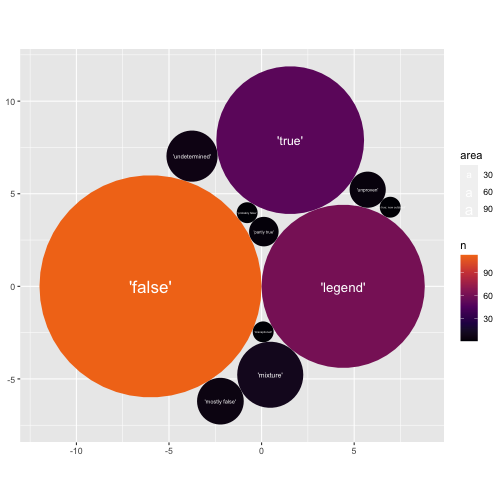 'true'
'undetermined'
'unproven'
'partly true'
'false'
'legend'
'mixture'
'mostly false'
10
5
0
-5
-10
-5
0
5
area
a 30
a 60
a 90
n
90
60
30